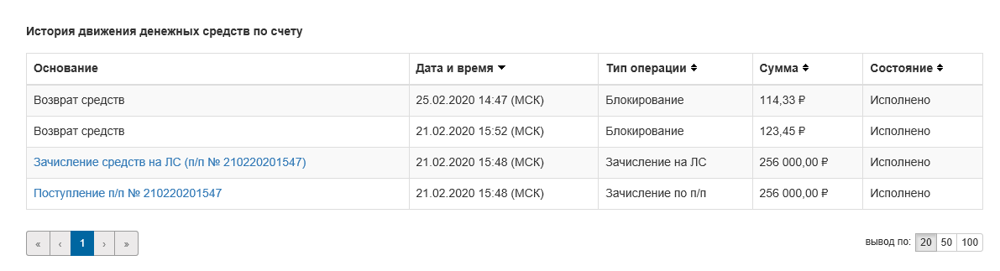 История движения денежных средств по счету
Основание Дата и время Тип операции Сумма Состояние
Возврат средств 25.02.2020 14:47 (МСК) Блокирование 114,33 ₽ Исполнено
Возврат средств 21.02.2020 15:52 (МСК) Блокирование 123,45 ₽ Исполнено
Зачисление средств на ЛС (п/п № 210220201547) 21.02.2020 15:48 (МСК) Зачисление на ЛС 256 000,00 ₽ Исполнено
Поступление п/п № 210220201547 21.02.2020 15:48 (МСК) Зачисление по п/п 256 000,00 ₽ Исполнено
« ‹ 1 › » вывод по: 20 50 100